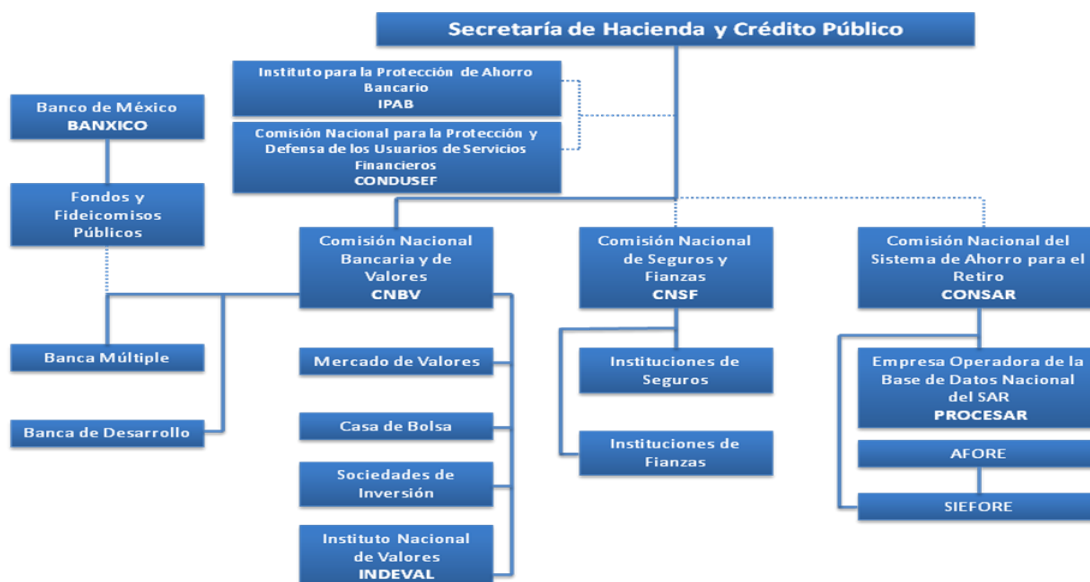 Secretaría de Hacienda y Crédito Público
Instituto para la Protección de Ahorro
Bancario
IPAB
Banco de México
BANXICO
Comisión Nacional para la Protección y
Defensa de los Usuarios de Servicios
Financieros
CONDUSEF
Fondos y
Fideicomisos
Públicos
Comisión Nacional
Bancaria y de
Valores
CNBV
Comisión Nacional
de Seguros y
Fianzas
CNSF
Comisión Nacional del
Sistema de Ahorro para el
Retiro
CONSAR
Banca Múltiple
Banca de Desarrollo
Mercado de Valores
Casa de Bolsa
Sociedades de
Inversión
Instituto Nacional
de Valores
INDEVAL
Instituciones de
Seguros
Instituciones de
Fianzas
Empresa Operadora de la
Base de Datos Nacional
del SAR
PROCESAR
AFORE
SIEFORE